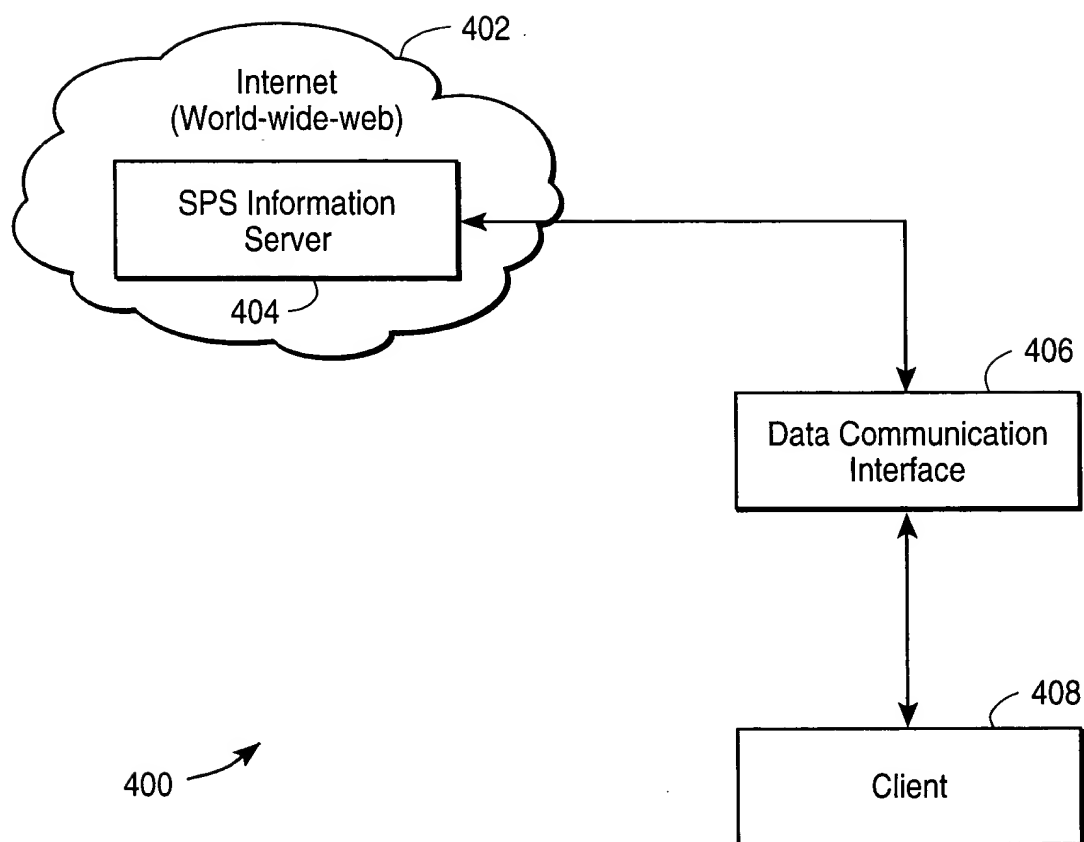 402
Internet
(World-wide-web)
SPS Information
Server
404
406
Data Communication
Interface
408
Client
400